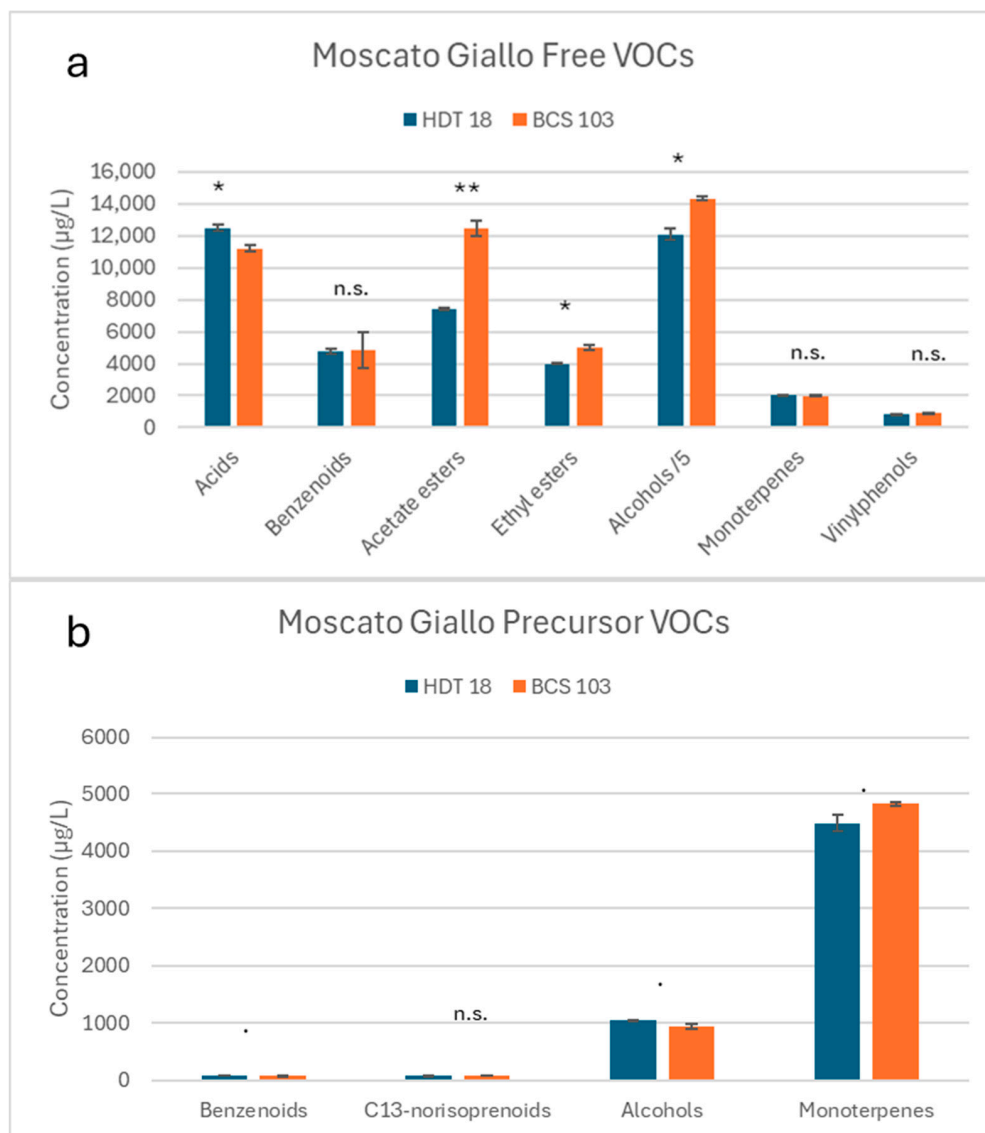 a
Moscato Giallo Free VOCs
HDT 18 BCS 103
Concentration (µg/L)
16,000
14,000
12,000
10,000
8000
6000
4000
2000
0
*
n.s.
**
*
*
n.s.
n.s.
Acids
Benzenoids
Acetate esters
Ethyl esters
Alcohols /5
Monoterpenes
Vinylphenols
b
Moscato Giallo Precursor VOCs
HDT 18 BCS 103
Concentration (µg/L)
6000
5000
4000
3000
2000
1000
0
.
n.s.
.
.
Benzenoids C13-norisoprenoids Alcohols Monoterpenes